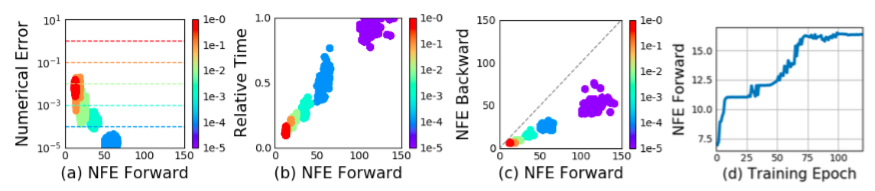 Numerical Error
10^1
10^-1
10^-3
10^-5
0 50 100 150
1e-0
1e-1
1e-2
1e-3
1e-4
1e-5
(a) NFE Forward
Relative Time
1.0
0.5
0.0
0 50 100 150
1e-0
1e-1
1e-2
1e-3
1e-4
1e-5
(b) NFE Forward
NFE Backward
150
100
50
0
0 50 100 150
1e-0
1e-1
1e-2
1e-3
1e-4
1e-5
(c) NFE Forward
NFE Forward
15.0
12.5
10.0
7.5
0 25 50 75 100
(d) Training Epoch